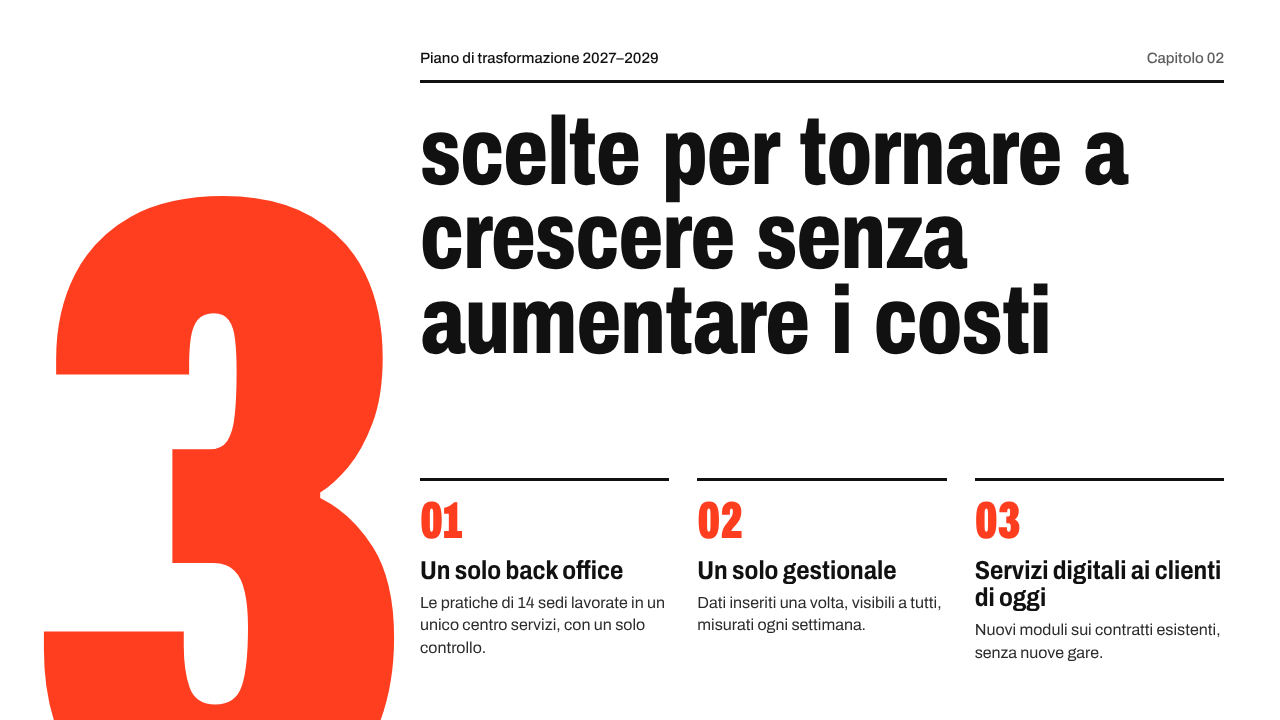 Piano di trasformazione 2027–2029
Capitolo 02
3
scelte per tornare a
crescere senza
aumentare i costi
01
Un solo back office
Le pratiche di 14 sedi lavorate in un
unico centro servizi, con un solo
controllo.
02
Un solo gestionale
Dati inseriti una volta, visibili a tutti,
misurati ogni settimana.
03
Servizi digitali ai clienti
di oggi
Nuovi moduli sui contratti esistenti,
senza nuove gare.